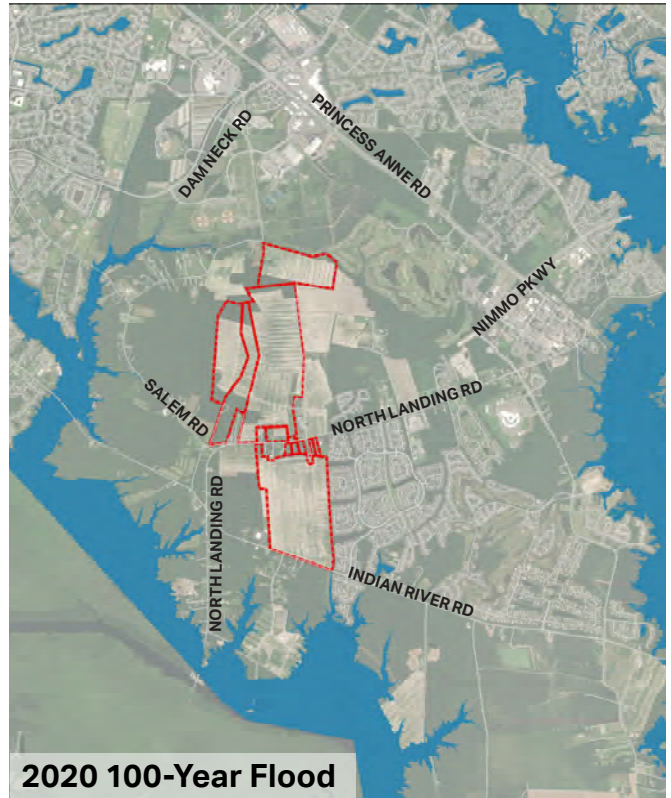 DAM NECK RD
PRINCESS ANNE RD
NIMMO PKWY
SALEM RD
NORTH LANDING RD
NORTH LANDING RD
INDIAN RIVER RD
2020 100-Year Flood